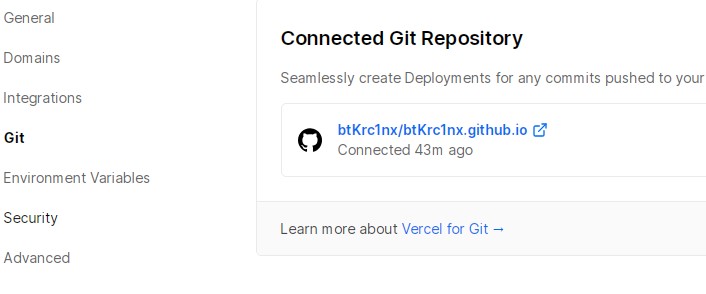 General
Domains
Integrations
Git
Environment Variables
Security
Advanced
Connected Git Repository
Seamlessly create Deployments for any commits pushed to your
btKrc1nx/btKrc1nx.github.io
Connected 43m ago
Learn more about Vercel for Git →